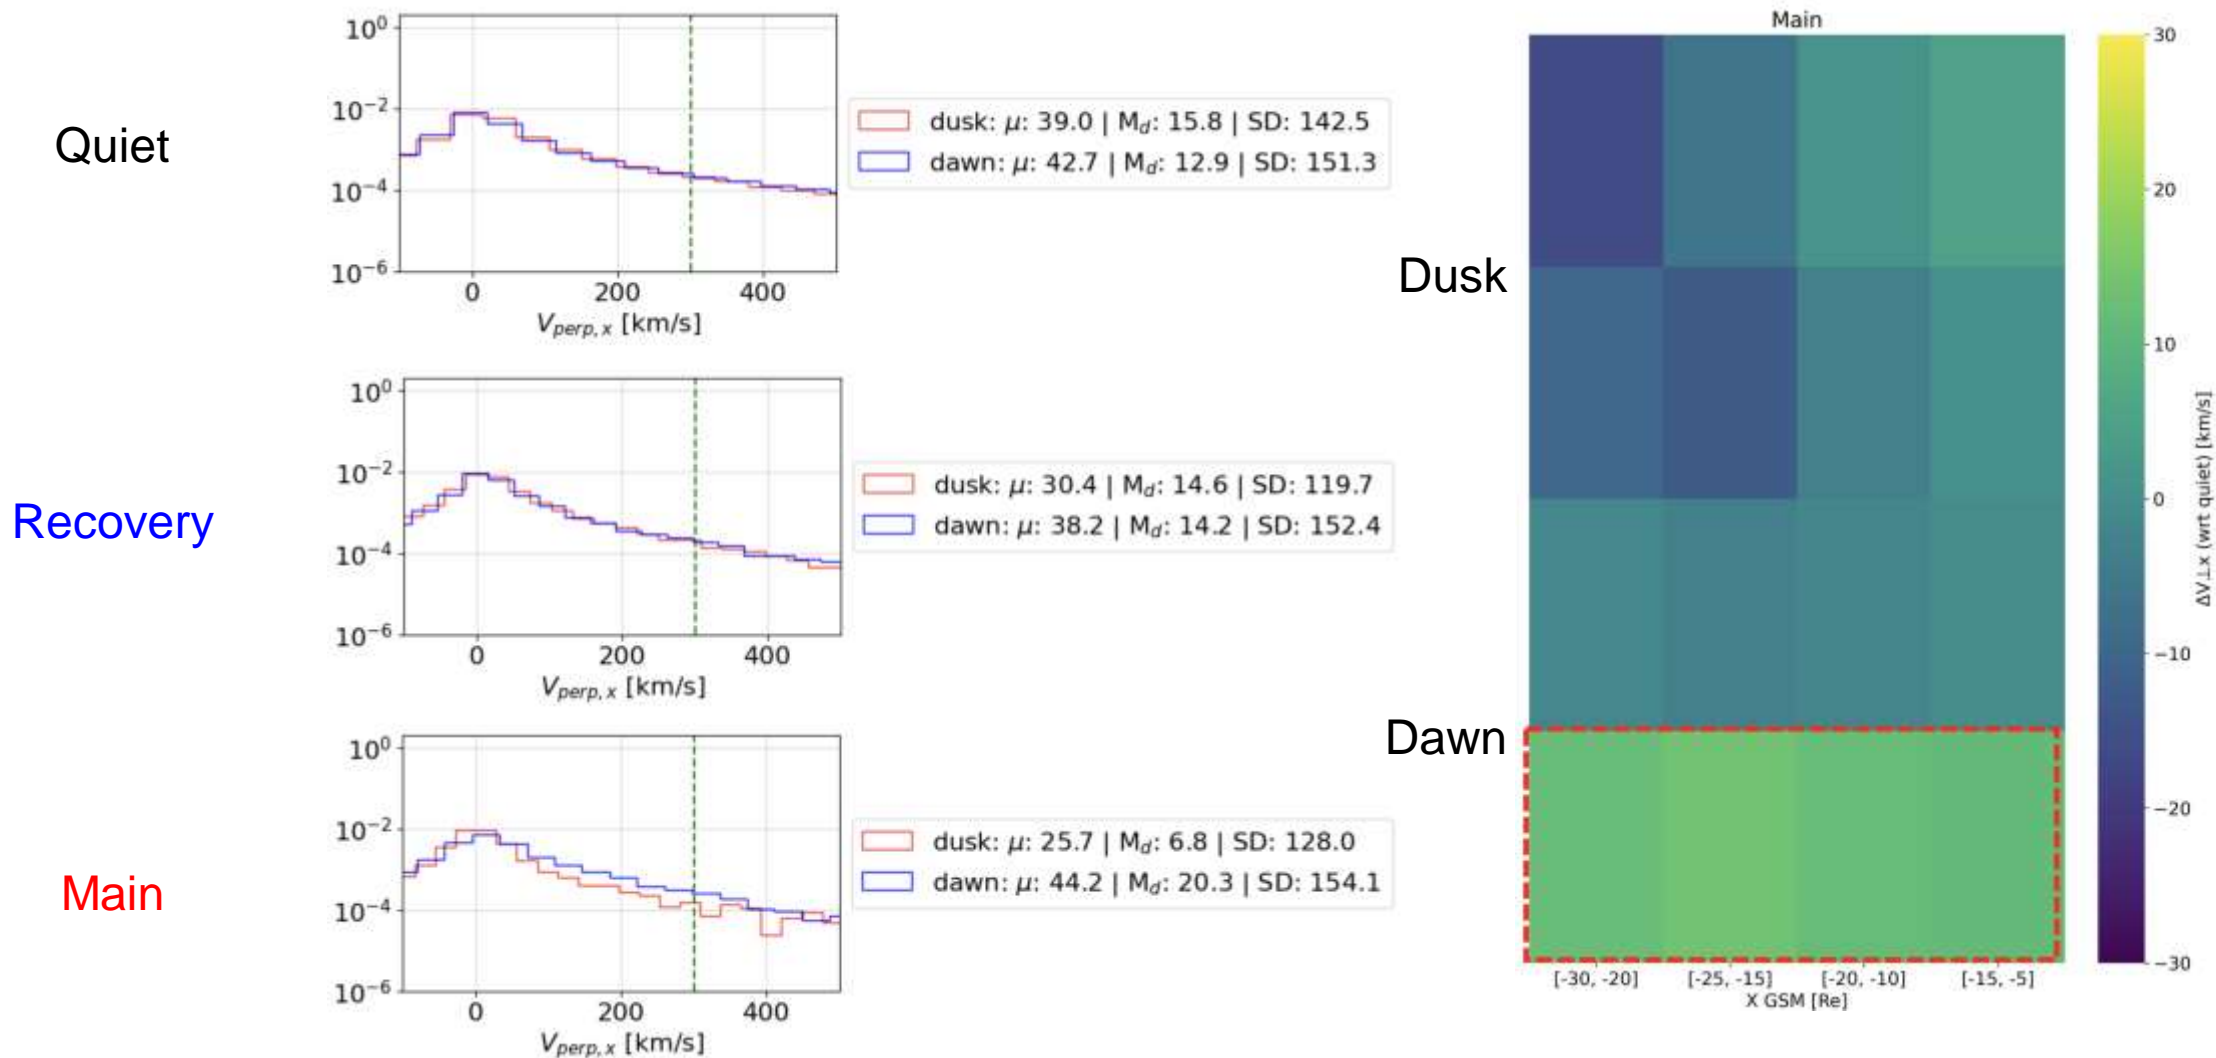 Quiet
10⁰
10⁻²
10⁻⁴
10⁻⁶
0 200 400
V_perp, x [km/s]
dusk: μ: 39.0 | M_d: 15.8 | SD: 142.5
dawn: μ: 42.7 | M_d: 12.9 | SD: 151.3
Recovery
10⁰
10⁻²
10⁻⁴
10⁻⁶
0 200 400
V_perp, x [km/s]
dusk: μ: 30.4 | M_d: 14.6 | SD: 119.7
dawn: μ: 38.2 | M_d: 14.2 | SD: 152.4
Main
10⁰
10⁻²
10⁻⁴
10⁻⁶
0 200 400
V_perp, x [km/s]
dusk: μ: 25.7 | M_d: 6.8 | SD: 128.0
dawn: μ: 44.2 | M_d: 20.3 | SD: 154.1
Main
Dusk
Dawn
[-30, -20] [-25, -15] [-20, -10] [-15, -5]
X GSM [Re]
30
20
10
0
−10
−20
−30
ΔV⊥x (wrt quiet) [km/s]